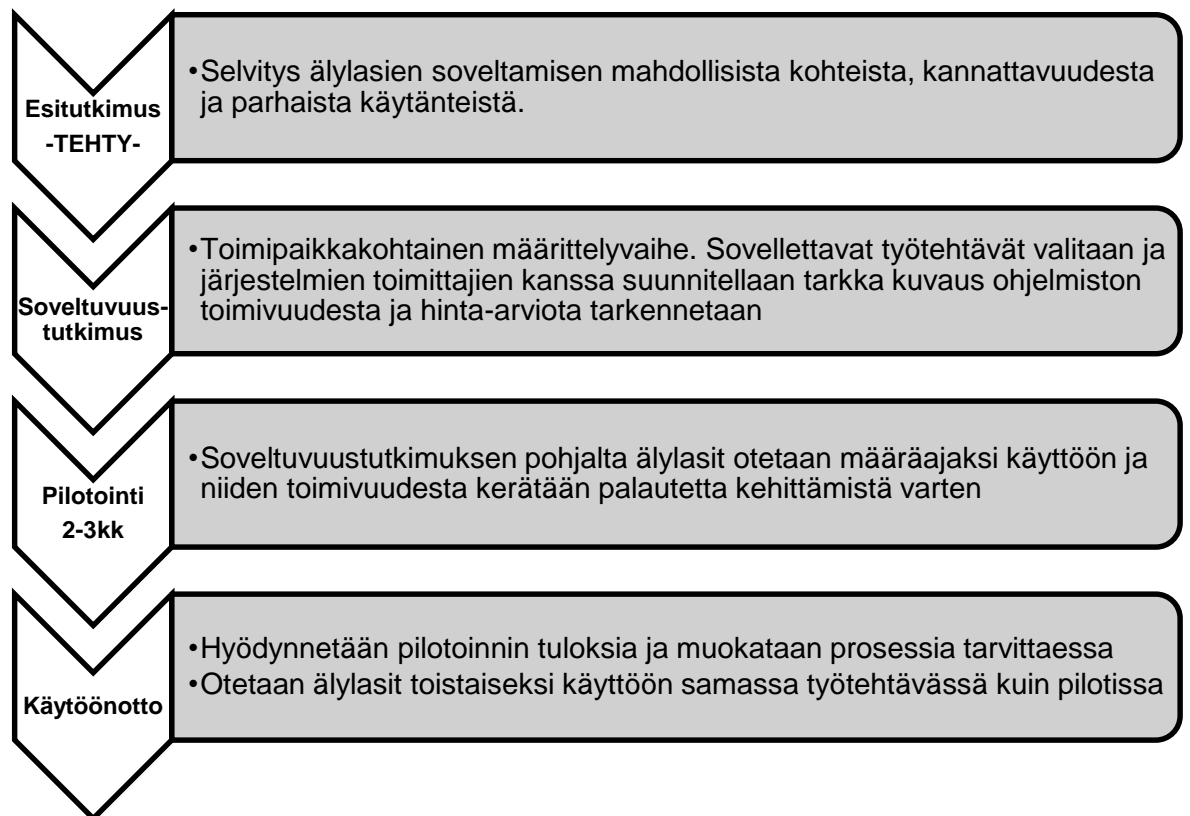 Esitutkimus
-TEHTY-
•Selvitys älylasien soveltamisen mahdollisista kohteista, kannattavuudesta
ja parhaista käytänteistä.
Soveltuvuus-
tutkimus
•Toimipaikkakohtainen määrittelyvaihe. Sovellettavat työtehtävät valitaan ja
järjestelmien toimittajien kanssa suunnitellaan tarkka kuvaus ohjelmiston
toimivuudesta ja hinta-arviota tarkennetaan
Pilotointi
2-3kk
•Soveltuvuustutkimuksen pohjalta älylasit otetaan määräajaksi käyttöön ja
niiden toimivuudesta kerätään palautetta kehittämistä varten
Käytöönotto
•Hyödynnetään pilotoinnin tuloksia ja muokataan prosessia tarvittaessa
•Otetaan älylasit toistaiseksi käyttöön samassa työtehtävässä kuin pilotissa